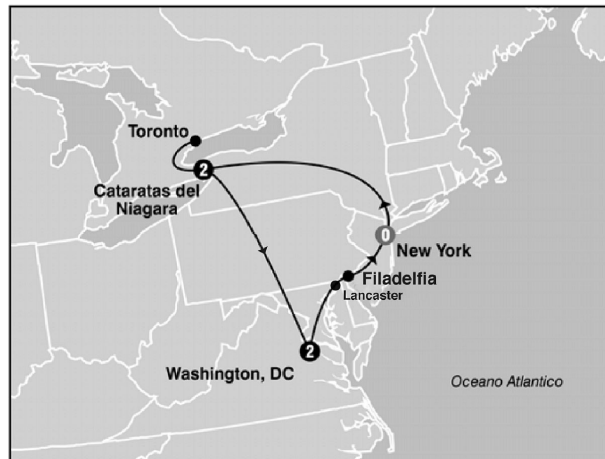 Toronto
2
Cataratas del
Niagara
0
New York
Filadelfia
Lancaster
2
Washington, DC
Oceano Atlantico